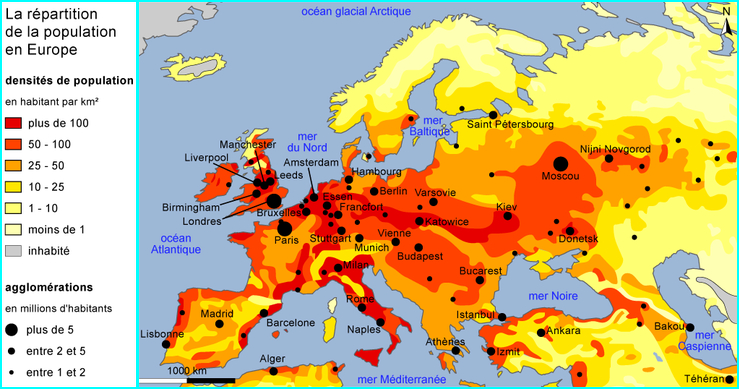 La répartition
de la population
en Europe
densités de population
en habitant par km²
plus de 100
50 - 100
25 - 50
10 - 25
1 - 10
moins de 1
inhabité
agglomérations
en millions d'habitants
plus de 5
entre 2 et 5
entre 1 et 2
océan glacial Arctique
N
mer
Baltique
Saint Pétersbourg
mer
du Nord
Manchester
Liverpool
Leeds
Amsterdam
Nijni Novgorod
Moscou
Hambourg
Essen
Berlin
Varsovie
Birmingham
Londres
Bruxelles
Francfort
Katowice
Kiev
Paris
Stuttgart
Vienne
Donetsk
Munich
Budapest
océan
Atlantique
Milan
Bucarest
Rome
mer Noire
Madrid
Barcelone
Naples
Istanbul
Ankara
Bakou
mer
Caspienne
Lisbonne
Athènes
Izmit
Alger
1000 km
mer Méditerranée
Téhéran